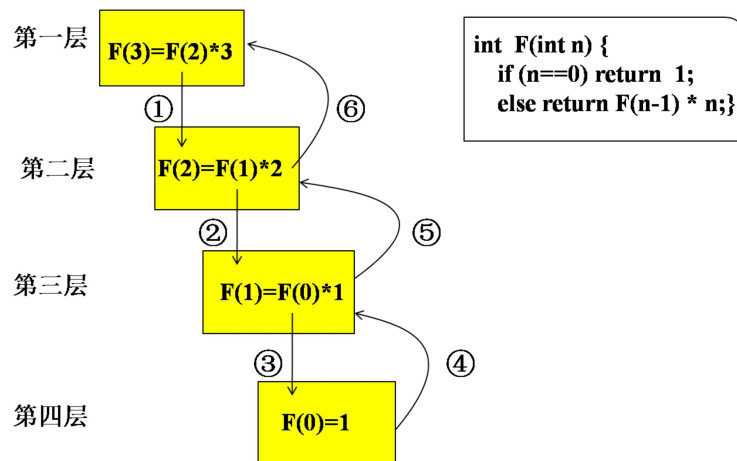 第一层
F(3)=F(2)*3
①
⑥
第二层
F(2)=F(1)*2
②
⑤
第三层
F(1)=F(0)*1
③
④
第四层
F(0)=1
int F(int n) {
if (n==0) return 1;
else return F(n-1) * n;}